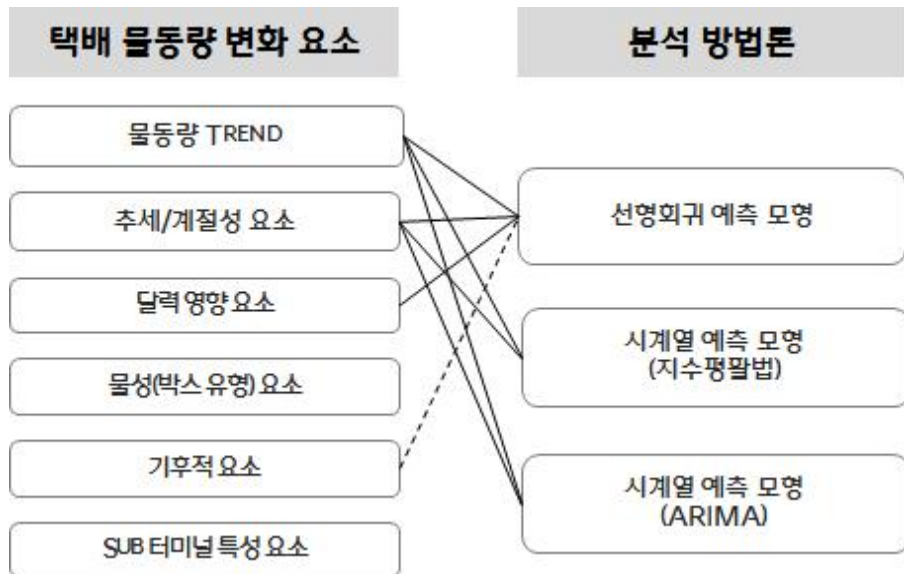 택배 물동량 변화 요소
물동량 TREND
추세/계절성 요소
달력 영향 요소
물성(박스 유형) 요소
기후적 요소
SUB 터미널 특성 요소
분석 방법론
선형회귀 예측 모형
시계열 예측 모형
(지수평활법)
시계열 예측 모형
(ARIMA)